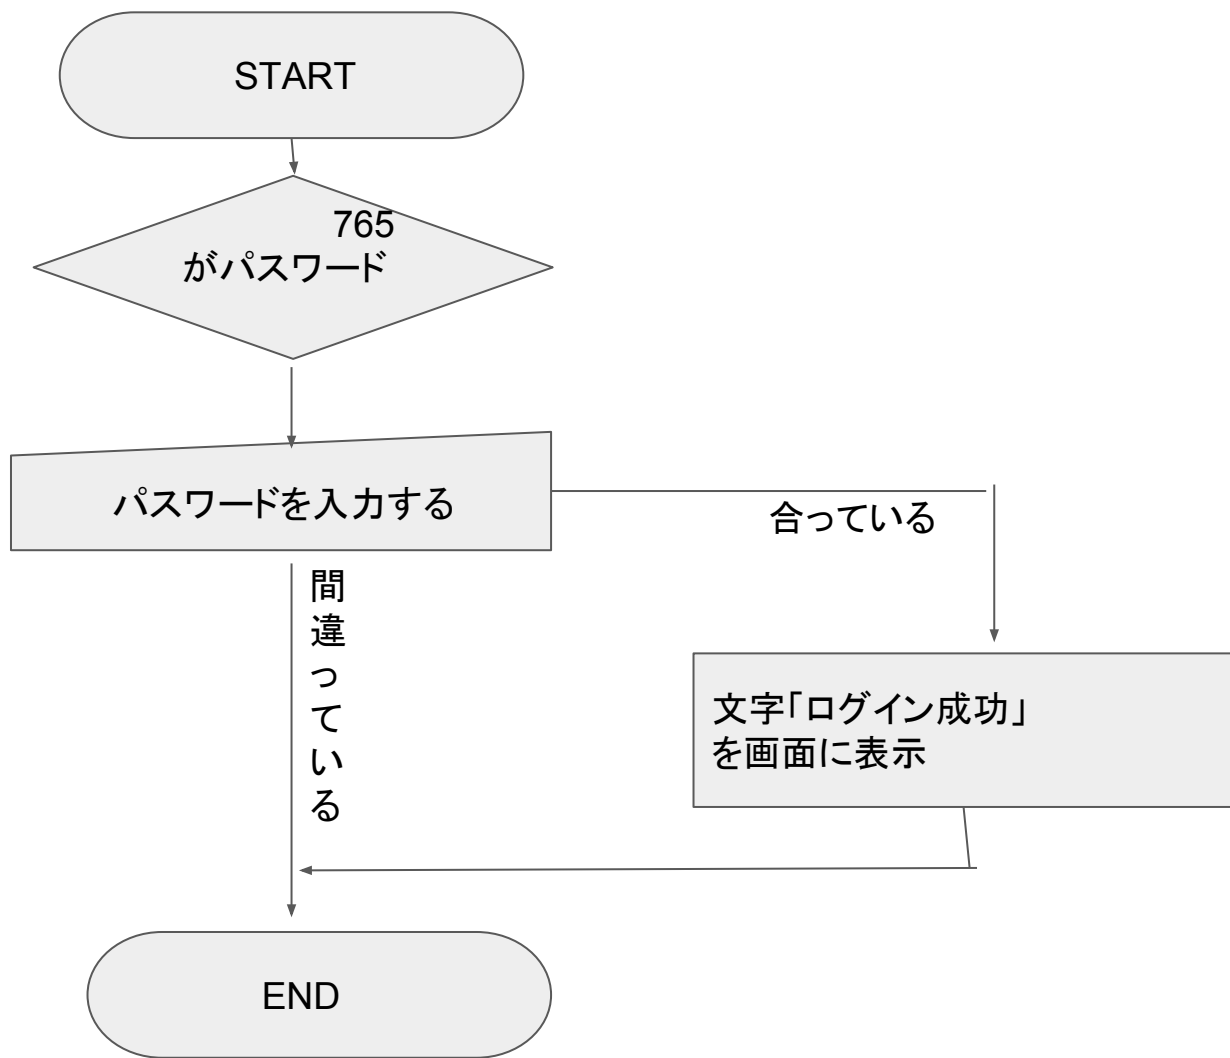 START
765
がパスワード
パスワードを入力する
合っている
間違っている
文字「ログイン成功」
を画面に表示
END